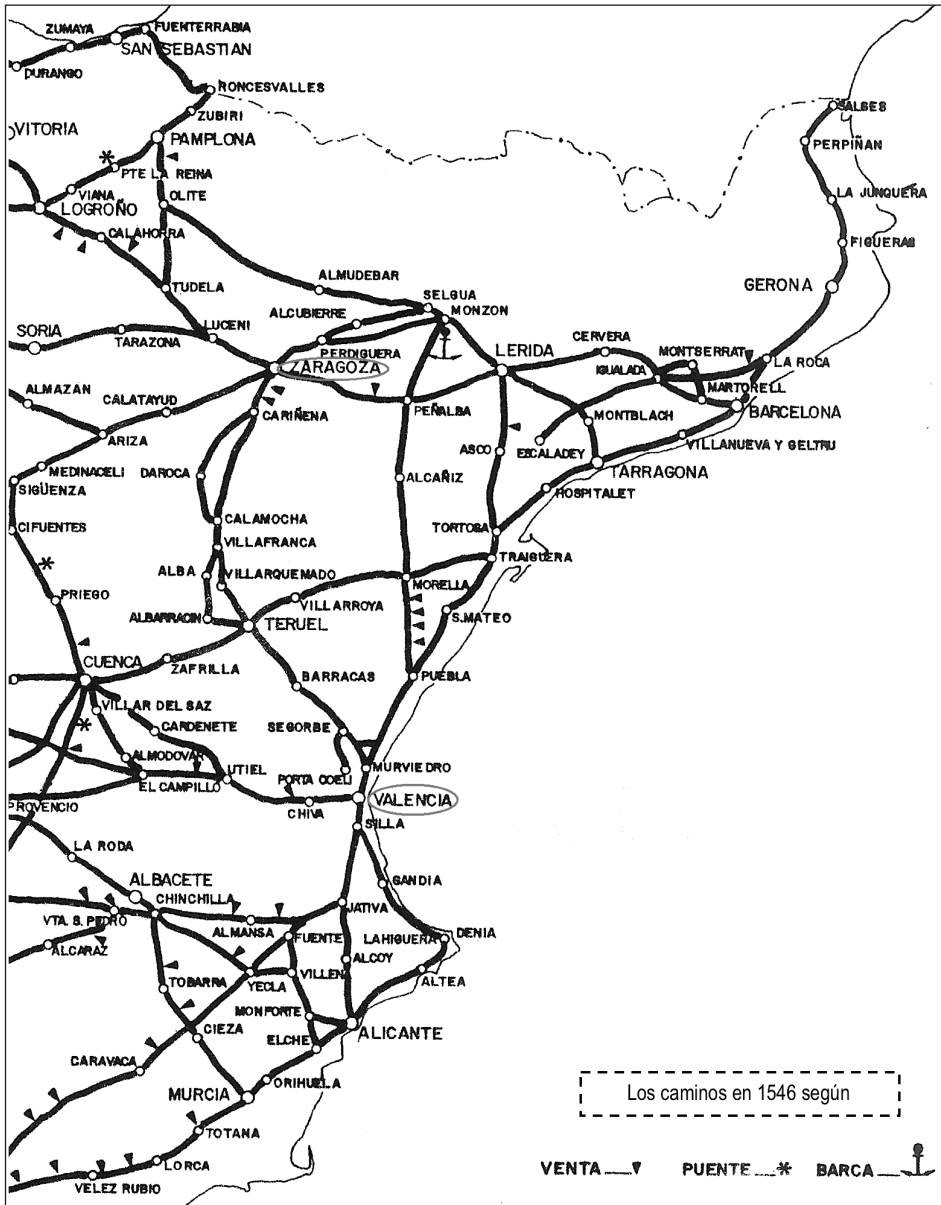 ZUMAYA
FUENTERRABIA
SAN SEBASTIAN
DURANGO
RONCESVALLES
ZUBIRI
VITORIA
PAMPLONA
SALSES
PERPIÑAN
PTE LA REINA
VIANA
OLITE
LA JUNQUERA
LOGROÑO
CALAHORRA
FIGUERAS
ALMUDEBAR
TUDELA
GERONA
SELGUA
ALCUBIERRE
MONZON
LUCENI
SORIA
TARAZONA
PERDIGUERA
CERVERA
LERIDA
MONTSERRAT
LA ROCA
ZARAGOZA
IGUALADA
ALMAZAN
CALATAYUD
MARTORELL
PEÑALBA
BARCELONA
CARIÑENA
MONTBLACH
ARIZA
VILLANUEVA Y GELTRU
ASCO
ESCALADEY
MEDINACELI
DAROCA
ALCAÑIZ
TARRAGONA
SIGÜENZA
HOSPITALET
CALAMOCHA
CIFUENTES
TORTOSA
VILLAFRANCA
TRAIGUERA
ALBA
VILLARQUEMADO
MORELLA
PRIEGO
VILLARROYA
ALBARRACIN
S. MATEO
TERUEL
CUENCA
ZAFRILLA
BARRACAS
PUEBLA
VILLAR DEL SAZ
CARDENETE
SEGORBE
ALMODOVAR
MURVIEDRO
UTIEL
PORTA COELI
EL CAMPILLO
VALENCIA
PROVENCIO
CHIVA
SILLA
LA RODA
ALBACETE
GANDIA
CHINCHILLA
JATIVA
VTA. S. PEDRO
ALMANSA
FUENTE
LAHIGUERA
DENIA
ALCARAZ
ALCOY
TOBARRA
YECLA
VILLEN
ALTEA
MONFORTE
CIEZA
ALICANTE
ELCHE
CARAVACA
ORIHUELA
MURCIA
Los caminos en 1546 según
TOTANA
LORCA
VELEZ RUBIO
VENTA
PUENTE
BARCA